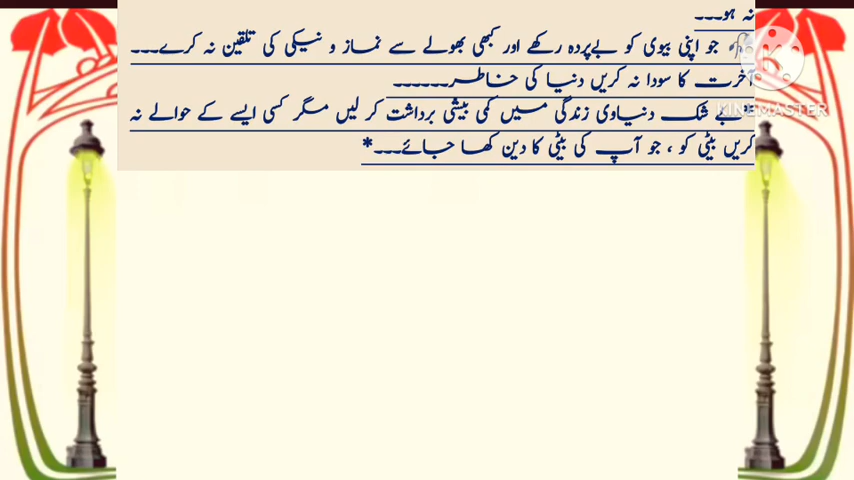 نہ ہو۔۔۔
جو اپنی بیوی کو بےپردہ رکھے اور کبھی بھولے سے نماز و نیکی کی تلقین نہ کرے۔۔۔
آخرت کا سودا نہ کریں دنیا کی خاطر۔۔۔۔۔۔
بے شک دنیاوی زندگی میں کمی بیشی برداشت کر لیں مگر کسی ایسے کے حوالے نہ
کریں بیٹی کو ، جو آپ کی بیٹی کا دین کھا جائے۔۔۔*
KINEMASTER